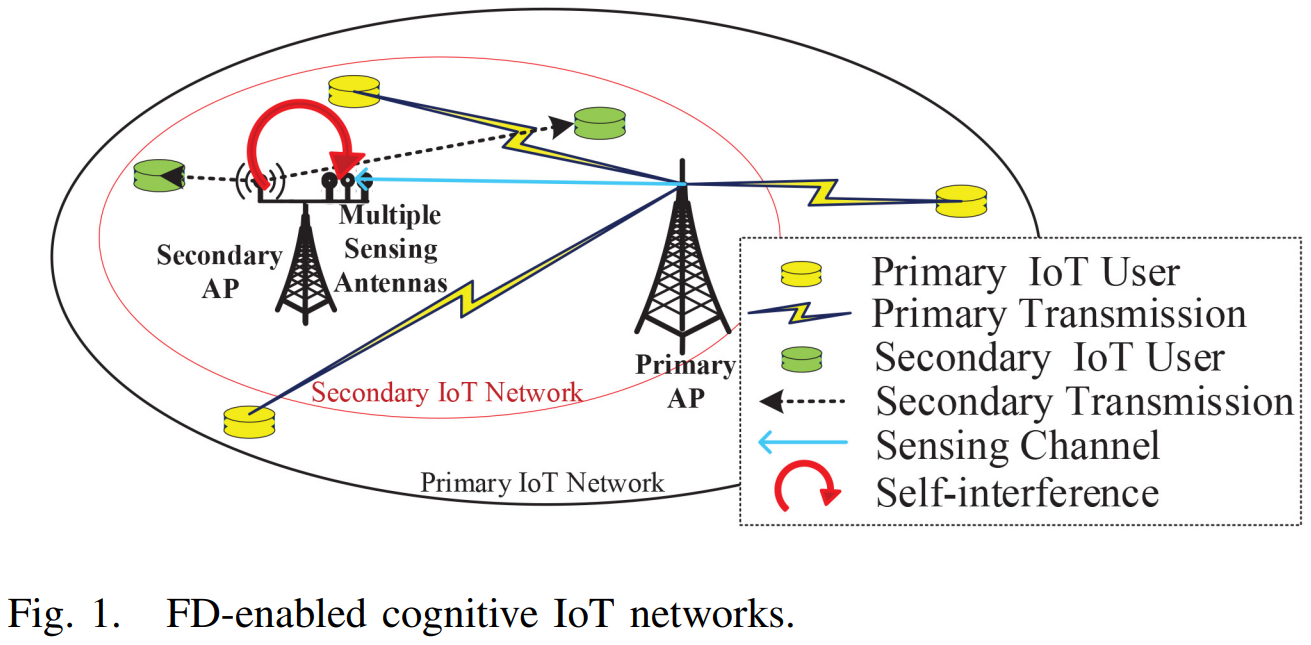 Multiple
Sensing
Antennas
Secondary
AP
Primary
AP
Secondary IoT Network
Primary IoT Network
Primary IoT User
Primary Transmission
Secondary IoT User
Secondary Transmission
Sensing Channel
Self-interference
Fig. 1. FD-enabled cognitive IoT networks.